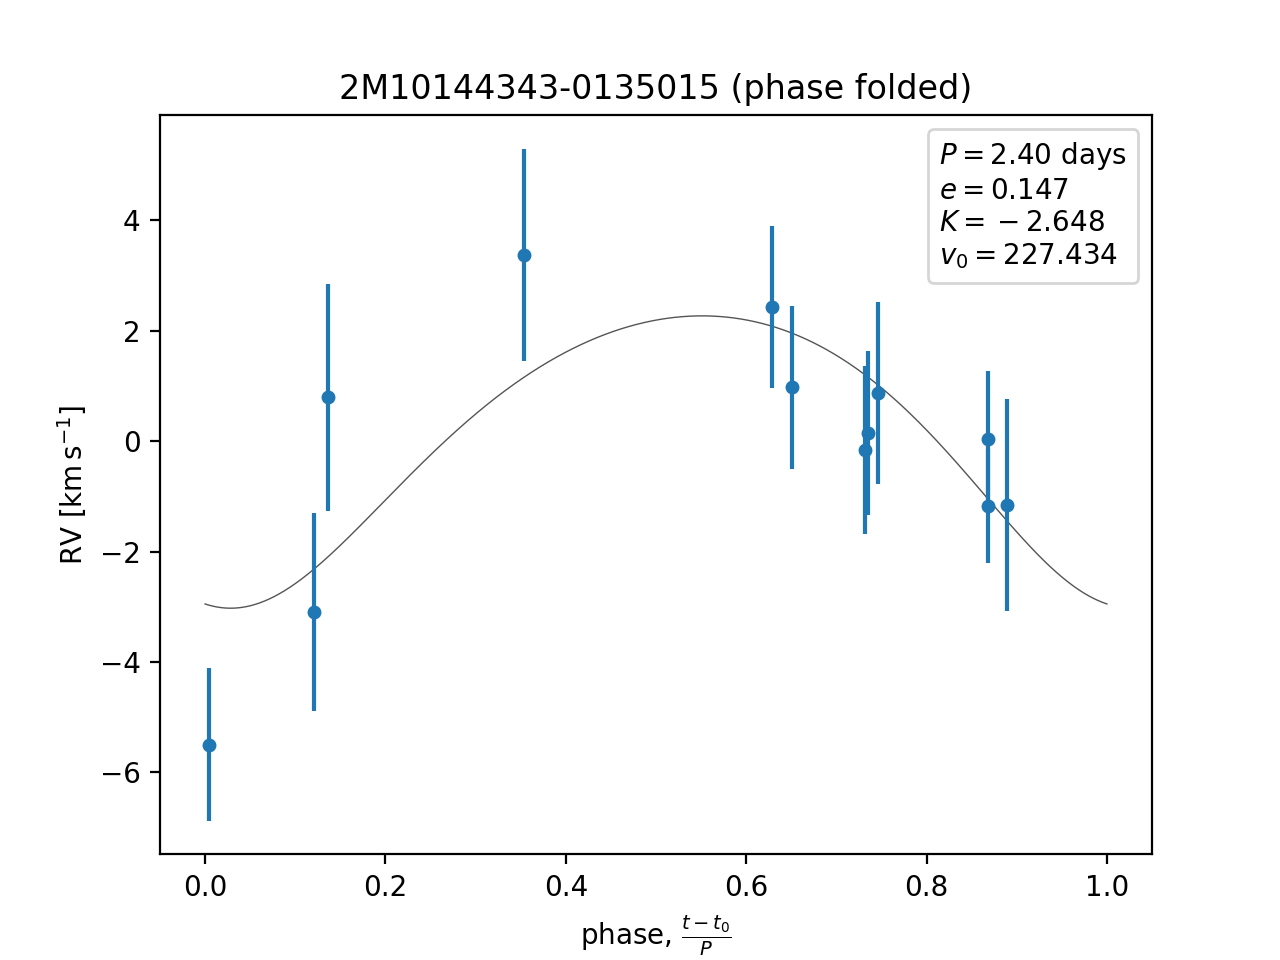 2M10144343-0135015 (phase folded)
P = 2.40 days
e = 0.147
K = −2.648
v₀ = 227.434
RV [km s⁻¹]
4
2
0
−2
−4
−6
0.0 0.2 0.4 0.6 0.8 1.0
phase, (t − t₀)/P